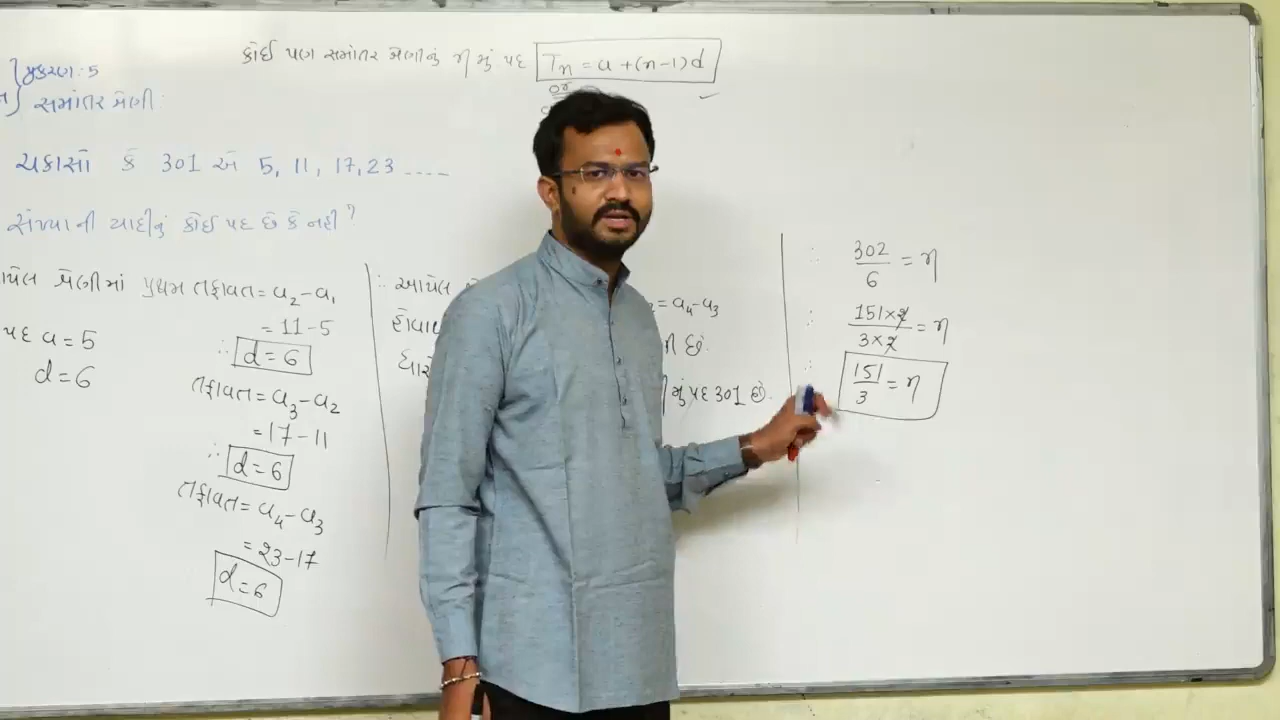 કોઈ પણ સમાંતર શ્રેણીનું n મું પદ Tn = a + (n-1) d
or
પ્રકરણ : 5
સમાંતર શ્રેણી :
ચકાસો કે 301 એ 5, 11, 17, 23 ....
સંખ્યાની યાદીનું કોઈ પદ છે કે નહીં ?
શ્રેણીમાં પ્રથમ
પદ a = 5
d = 6
તફાવત = a2 - a1
= 11 - 5
∴ d = 6
તફાવત = a3 - a2
= 17 - 11
∴ d = 6
તફાવત = a4 - a3
= 23 - 17
d = 6
∴ આપેલ
= a4 - a3
છે.
મું પદ 301 છે.
∴ 302/6 = n
∴ 151×2/3×2 = n
∴ 151/3 = n